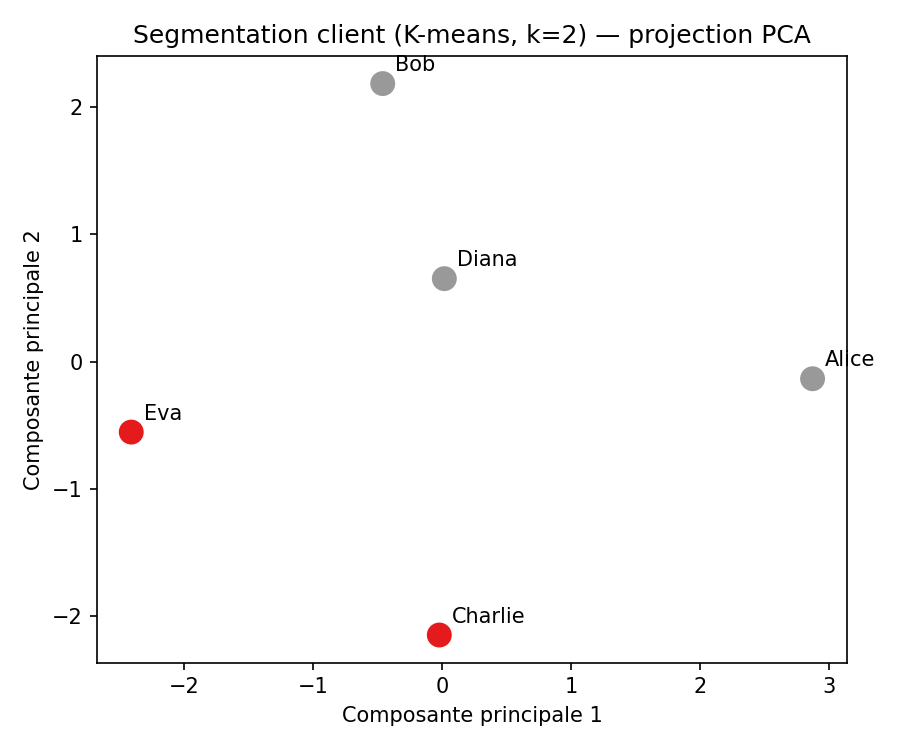 Segmentation client (K-means, k=2) — projection PCA
Bob
Diana
Alice
Eva
Charlie
2
1
0
−1
−2
Composante principale 2
−2
−1
0
1
2
3
Composante principale 1